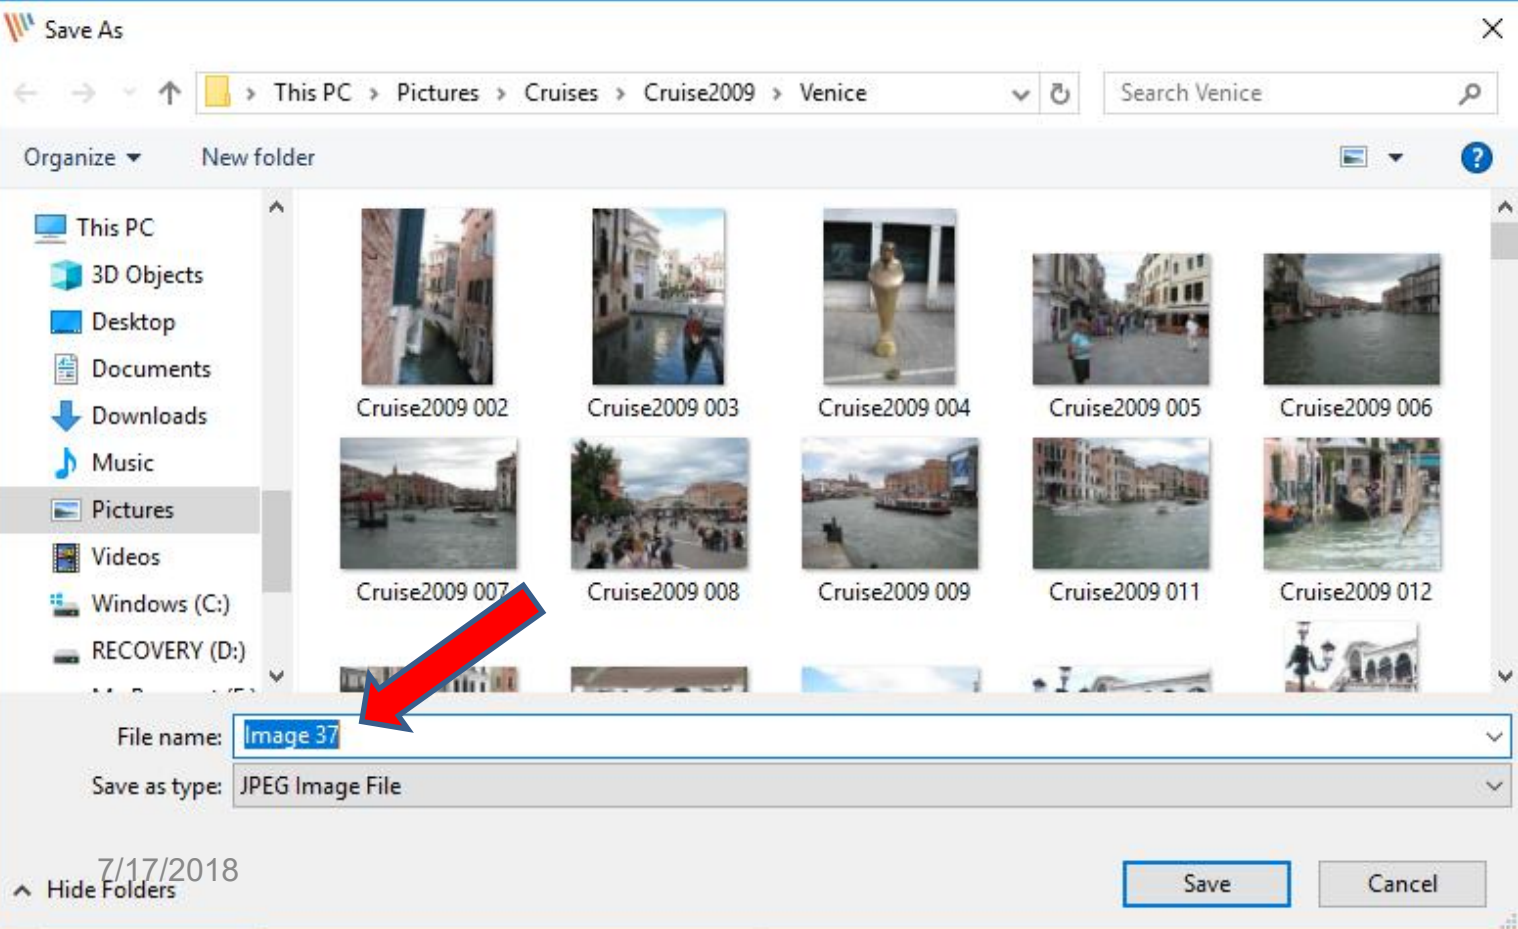 Save As
This PC > Pictures > Cruises > Cruise2009 > Venice
Search Venice
Organize
New folder
?
This PC
3D Objects
Desktop
Documents
Downloads
Music
Pictures
Videos
Windows (C:)
RECOVERY (D:)
Cruise2009 002
Cruise2009 003
Cruise2009 004
Cruise2009 005
Cruise2009 006
Cruise2009 007
Cruise2009 008
Cruise2009 009
Cruise2009 011
Cruise2009 012
File name: Image 37
Save as type: JPEG Image File
7/17/2018
Hide Folders
Save
Cancel